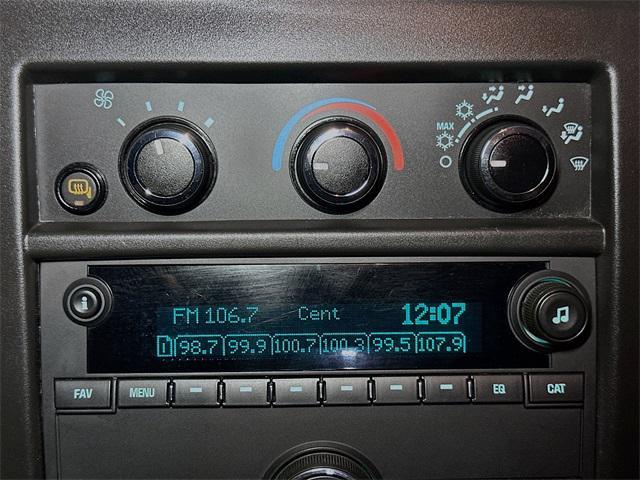 MAX
i
FM 106.7 Cent 12:07
1 98.7 99.9 100.7 100.3 99.5 107.9
FAV MENU EQ CAT